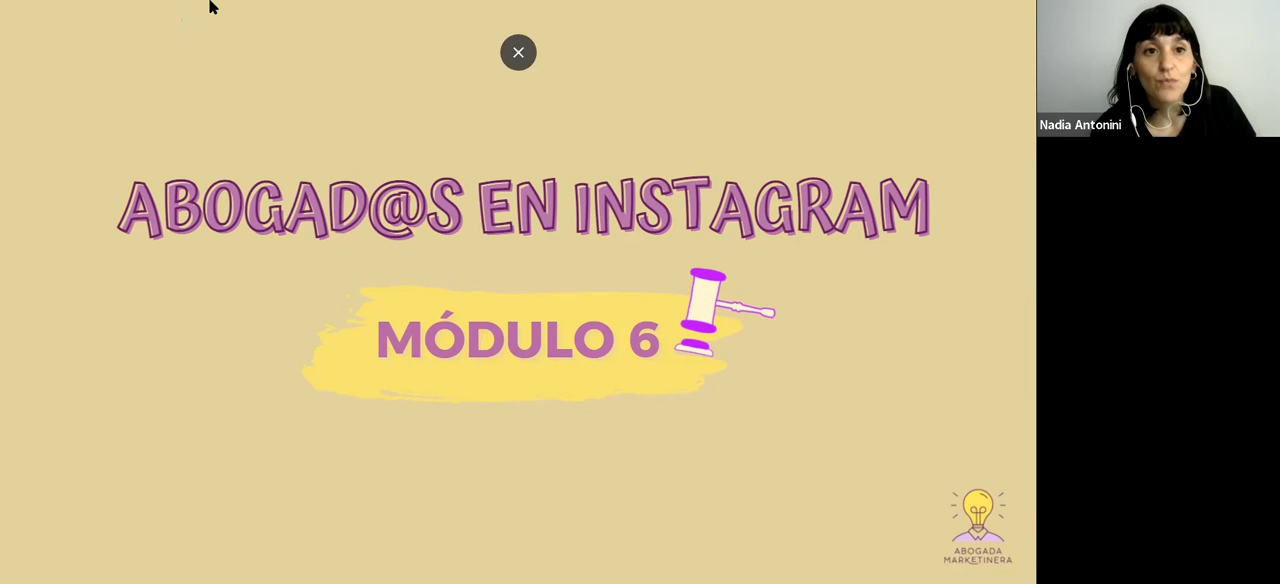 ABOGAD@S EN INSTAGRAM
MÓDULO 6
ABOGADA
MARKETINERA
Nadia Antonini